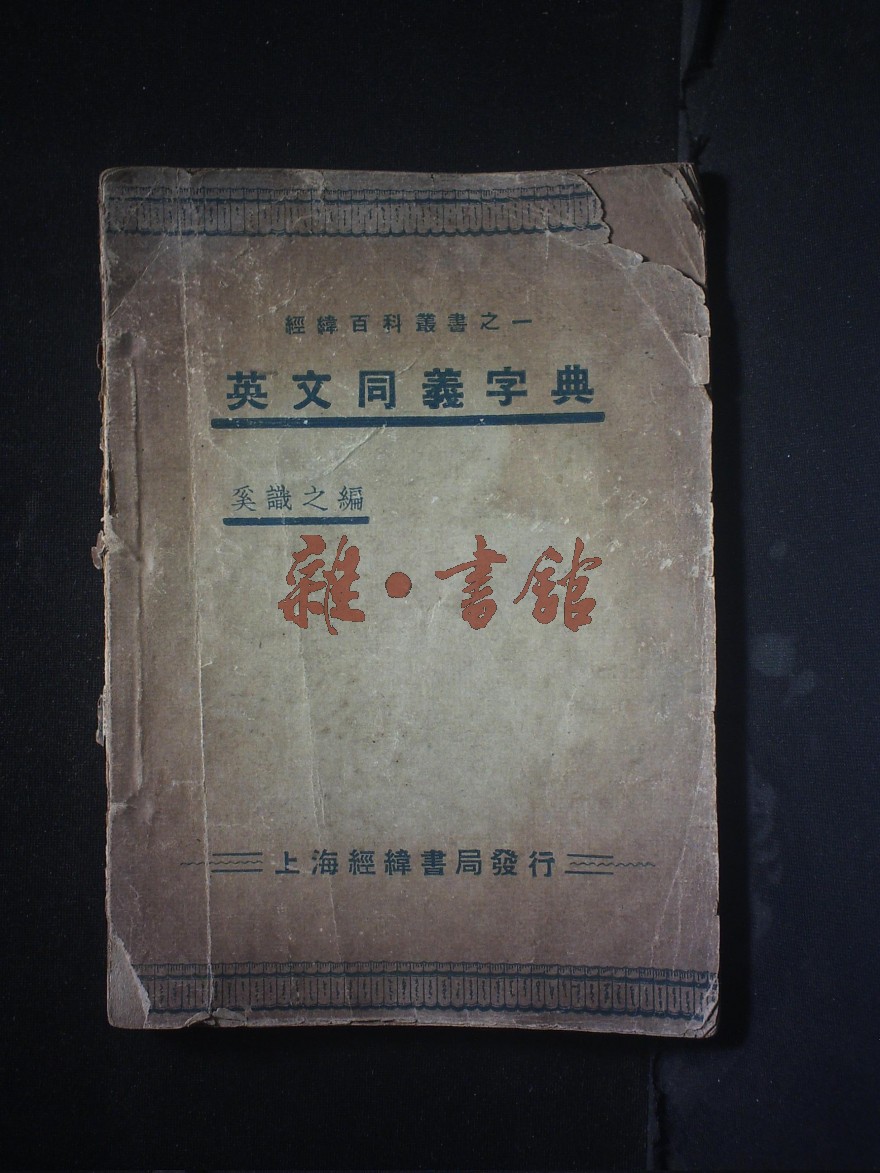 經緯百科叢書之一
英文同義字典
奚識之編
雜·書館
上海經緯書局發行